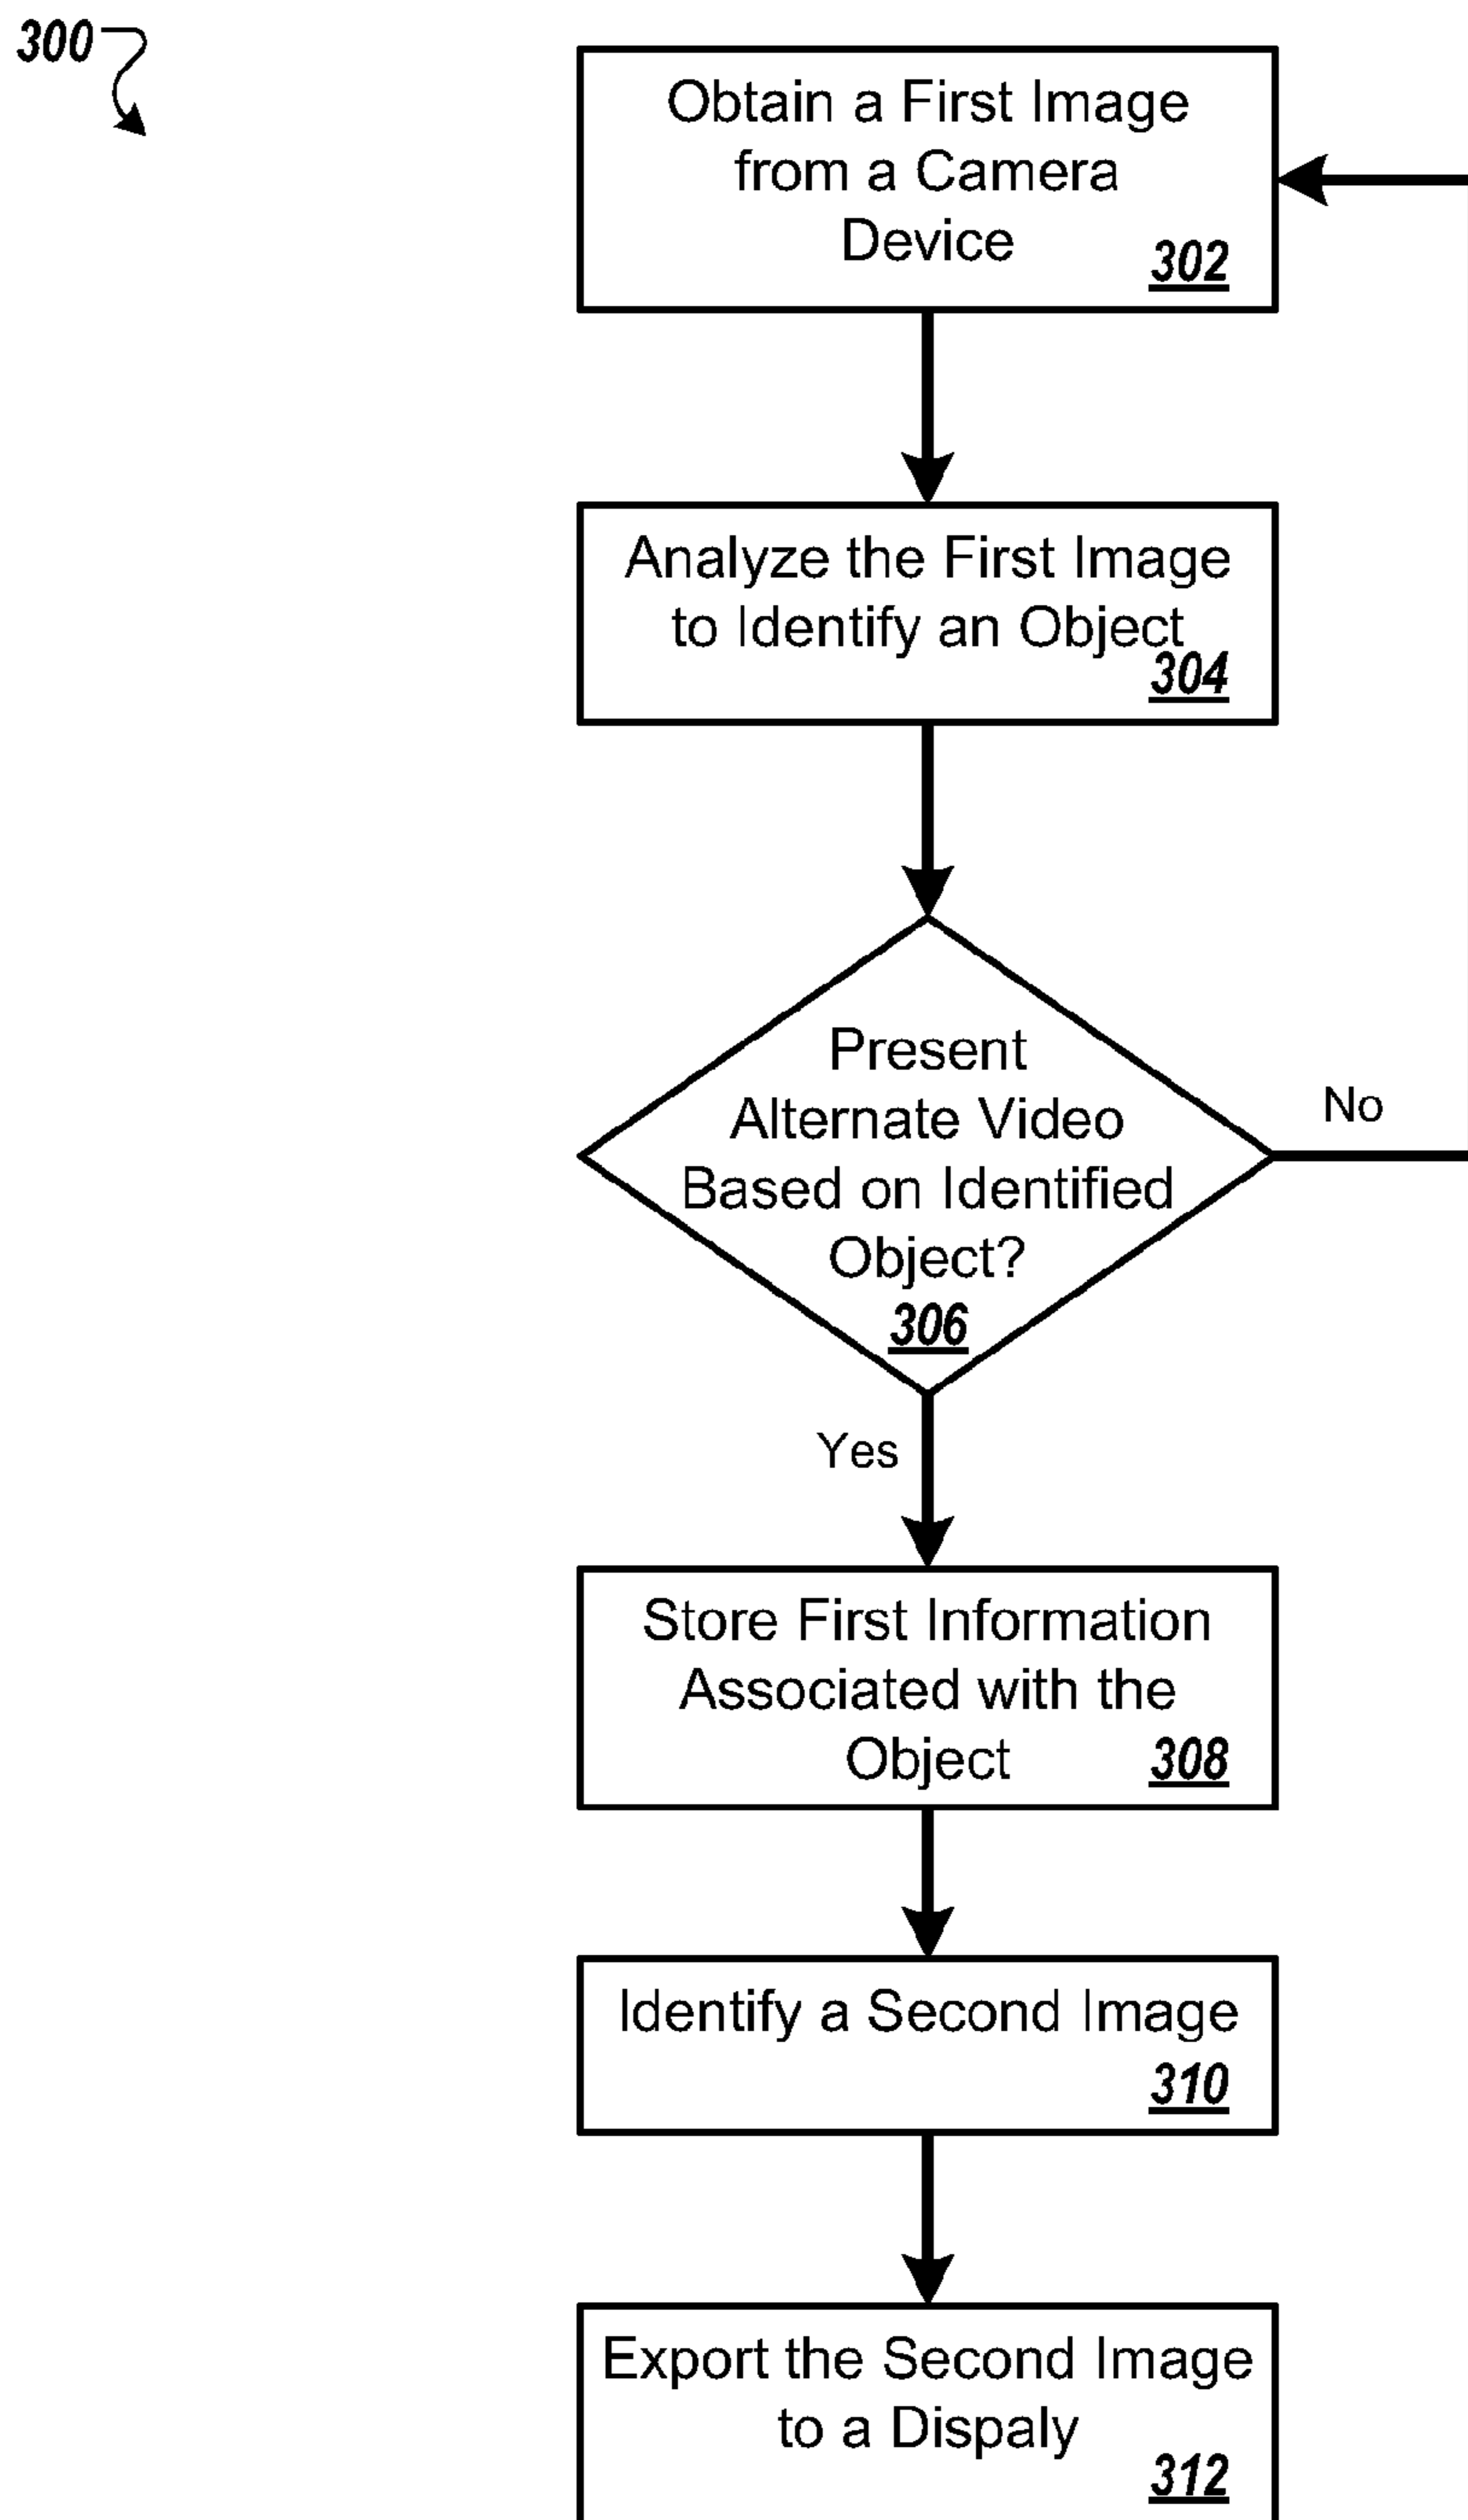 300
Obtain a First Image
from a Camera
Device
302
Analyze the First Image
to Identify an Object
304
Present
Alternate Video
Based on Identified
Object?
306
No
Yes
Store First Information
Associated with the
Object
308
Identify a Second Image
310
Export the Second Image
to a Dispaly
312